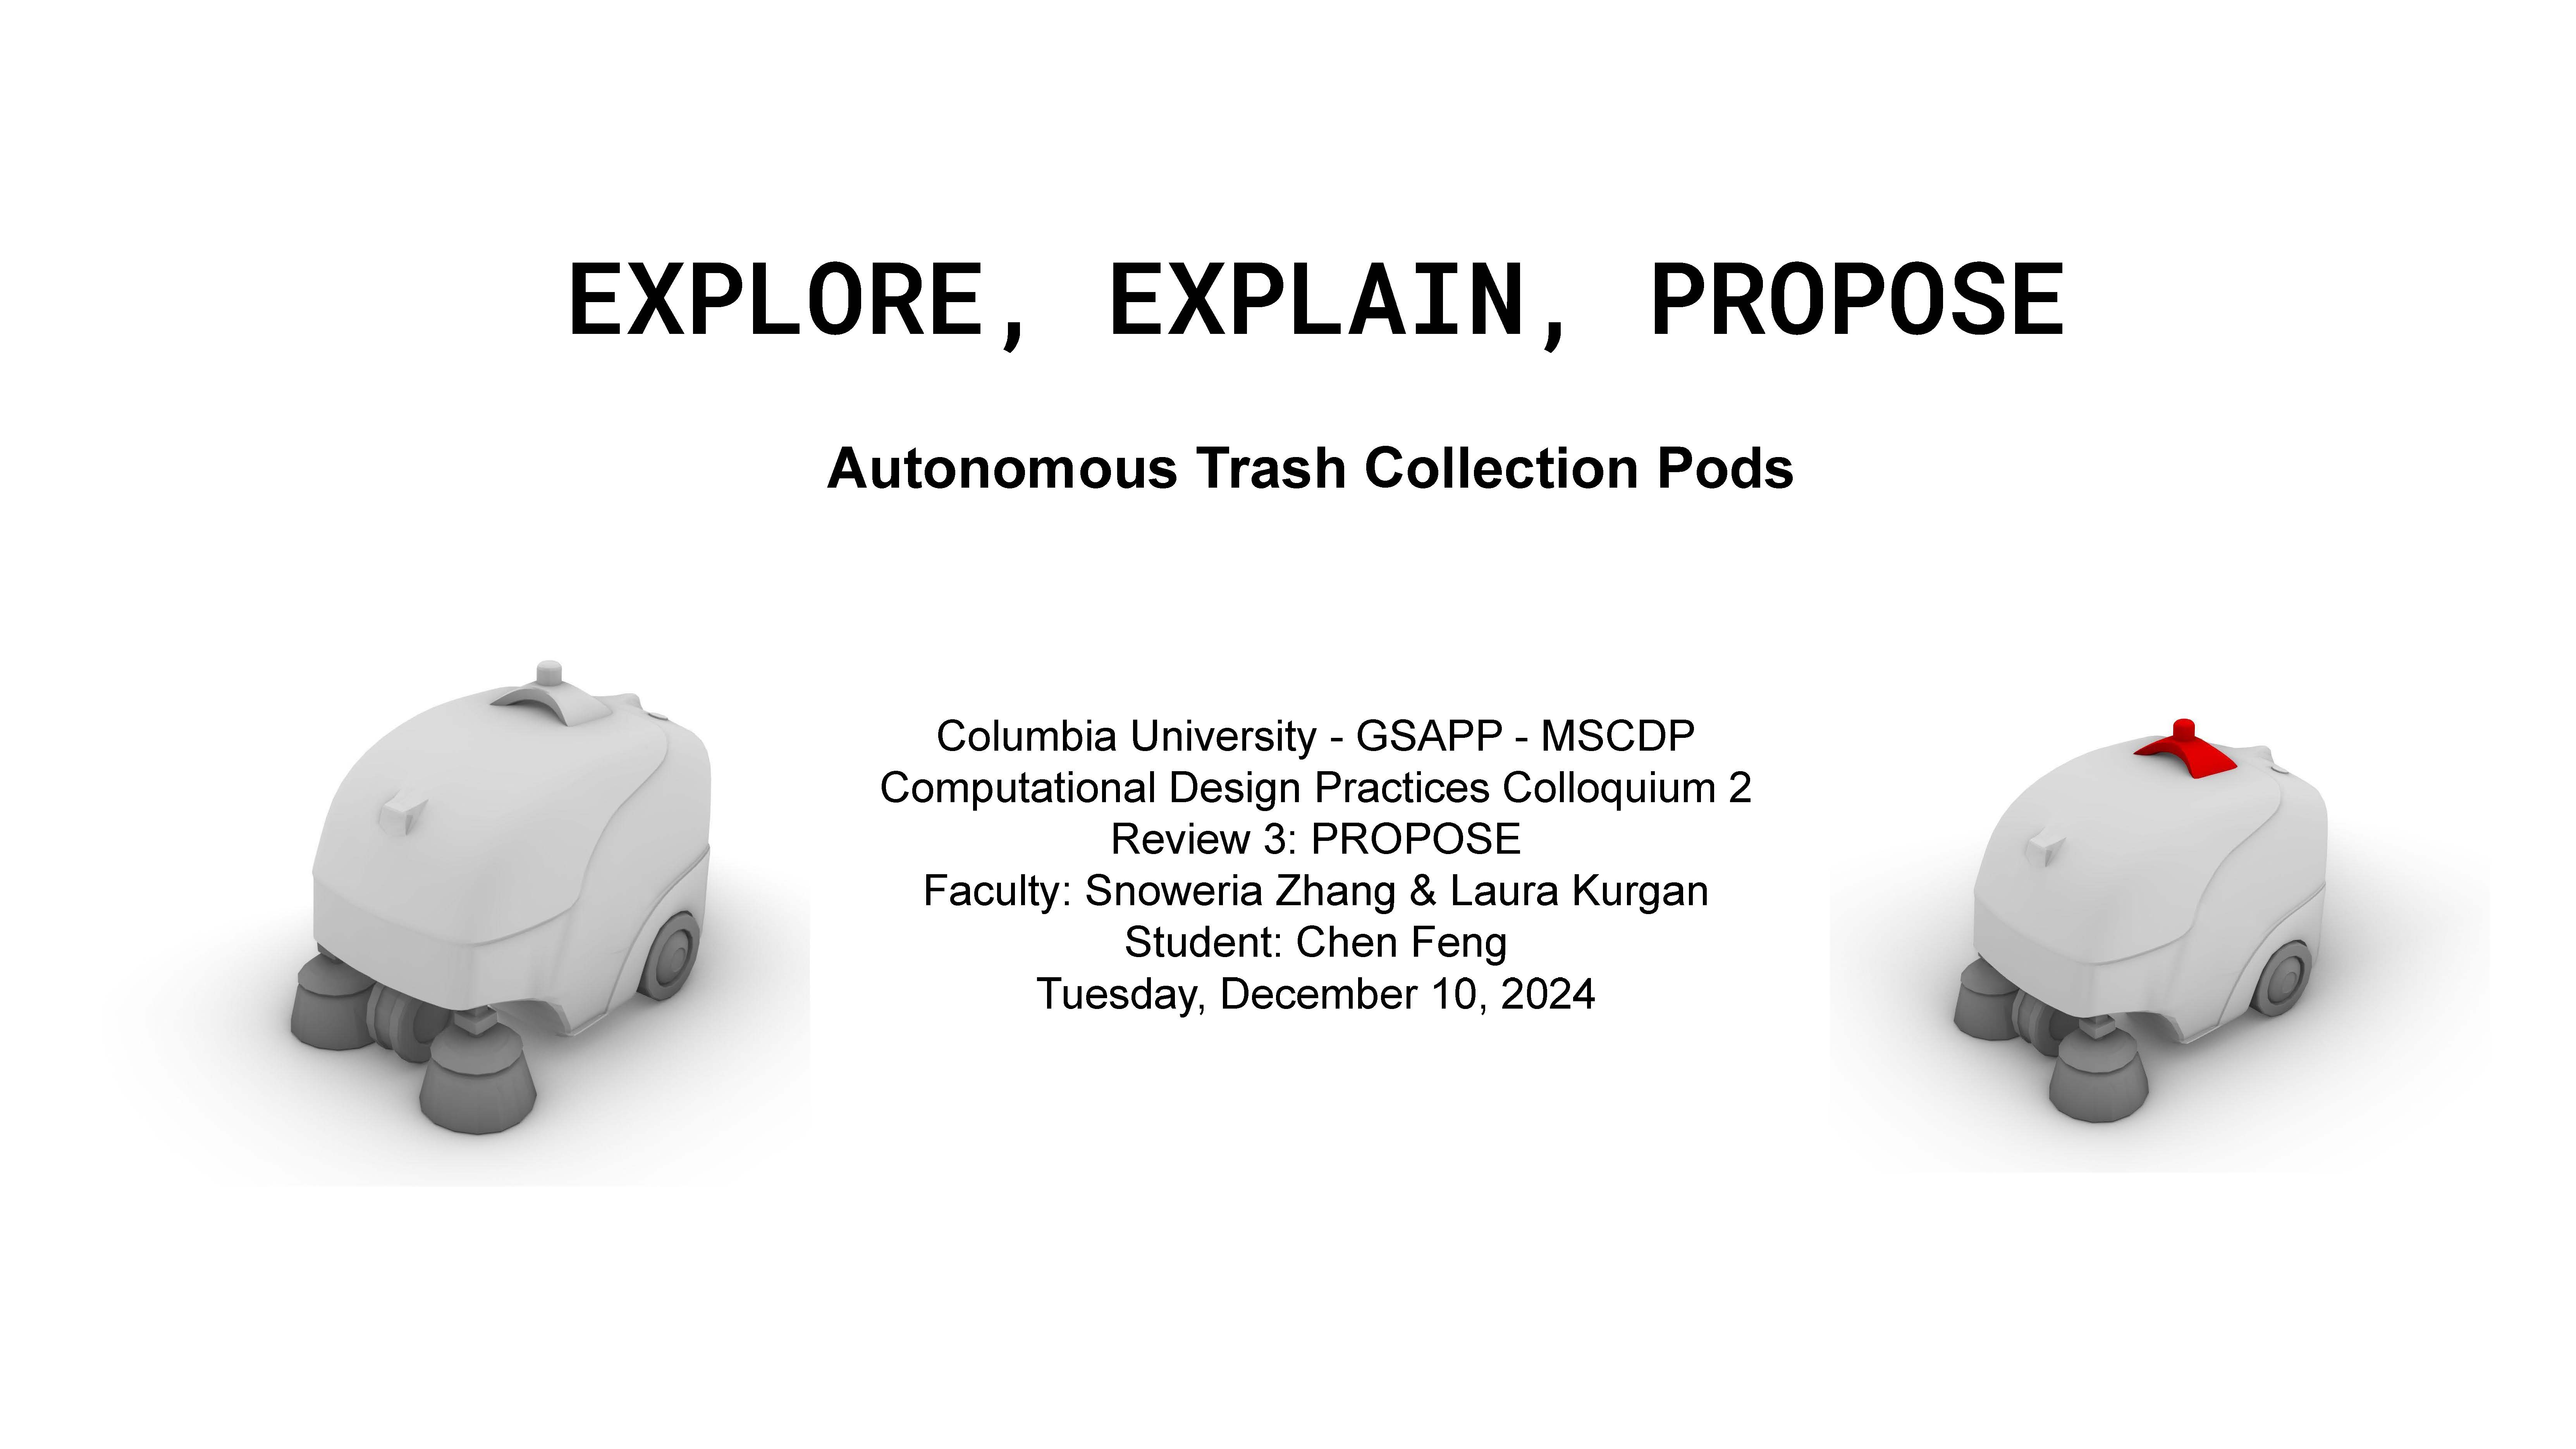 EXPLORE, EXPLAIN, PROPOSE
Autonomous Trash Collection Pods
Columbia University - GSAPP - MSCDP
Computational Design Practices Colloquium 2
Review 3: PROPOSE
Faculty: Snoweria Zhang & Laura Kurgan
Student: Chen Feng
Tuesday, December 10, 2024